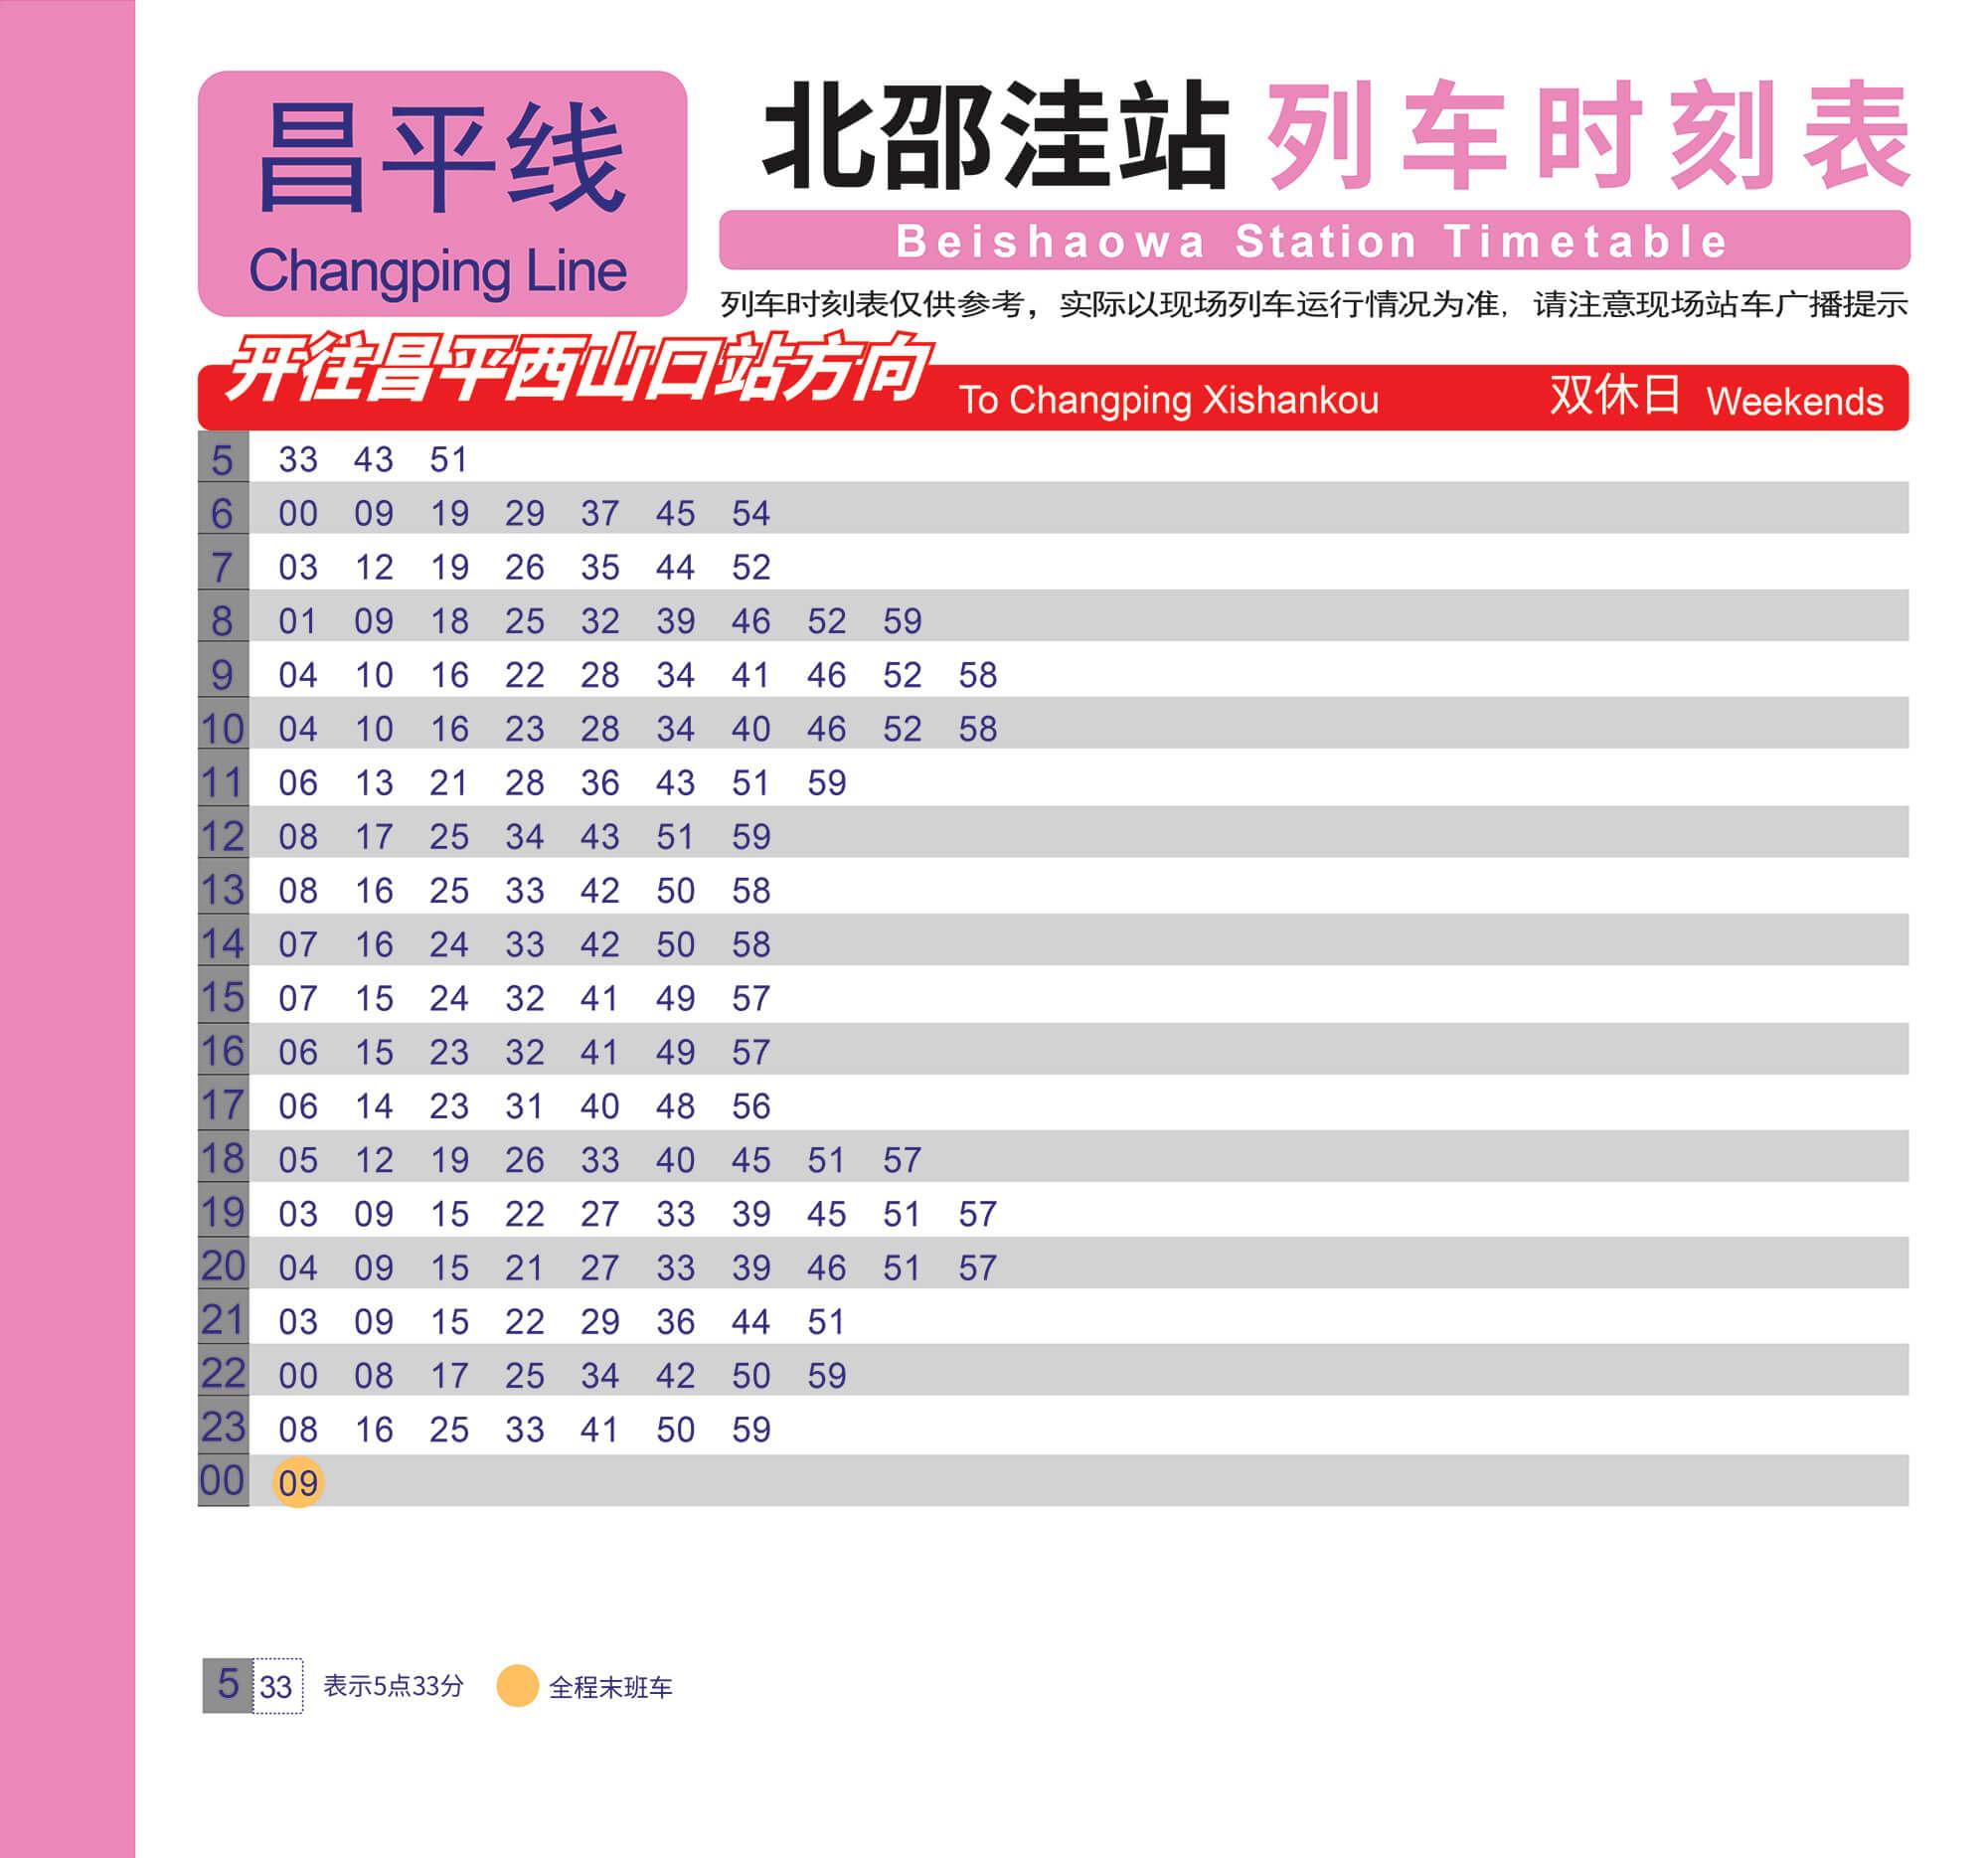 昌平线
Changping Line
北邵洼站 列车时刻表
Beishaowa Station Timetable
列车时刻表仅供参考，实际以现场列车运行情况为准，请注意现场站车广播提示
开往昌平西山口站方向 To Changping Xishankou 双休日 Weekends
5 33 43 51
6 00 09 19 29 37 45 54
7 03 12 19 26 35 44 52
8 01 09 18 25 32 39 46 52 59
9 04 10 16 22 28 34 41 46 52 58
10 04 10 16 23 28 34 40 46 52 58
11 06 13 21 28 36 43 51 59
12 08 17 25 34 43 51 59
13 08 16 25 33 42 50 58
14 07 16 24 33 42 50 58
15 07 15 24 32 41 49 57
16 06 15 23 32 41 49 57
17 06 14 23 31 40 48 56
18 05 12 19 26 33 40 45 51 57
19 03 09 15 22 27 33 39 45 51 57
20 04 09 15 21 27 33 39 46 51 57
21 03 09 15 22 29 36 44 51
22 00 08 17 25 34 42 50 59
23 08 16 25 33 41 50 59
00 09
5 33 表示5点33分 全程末班车